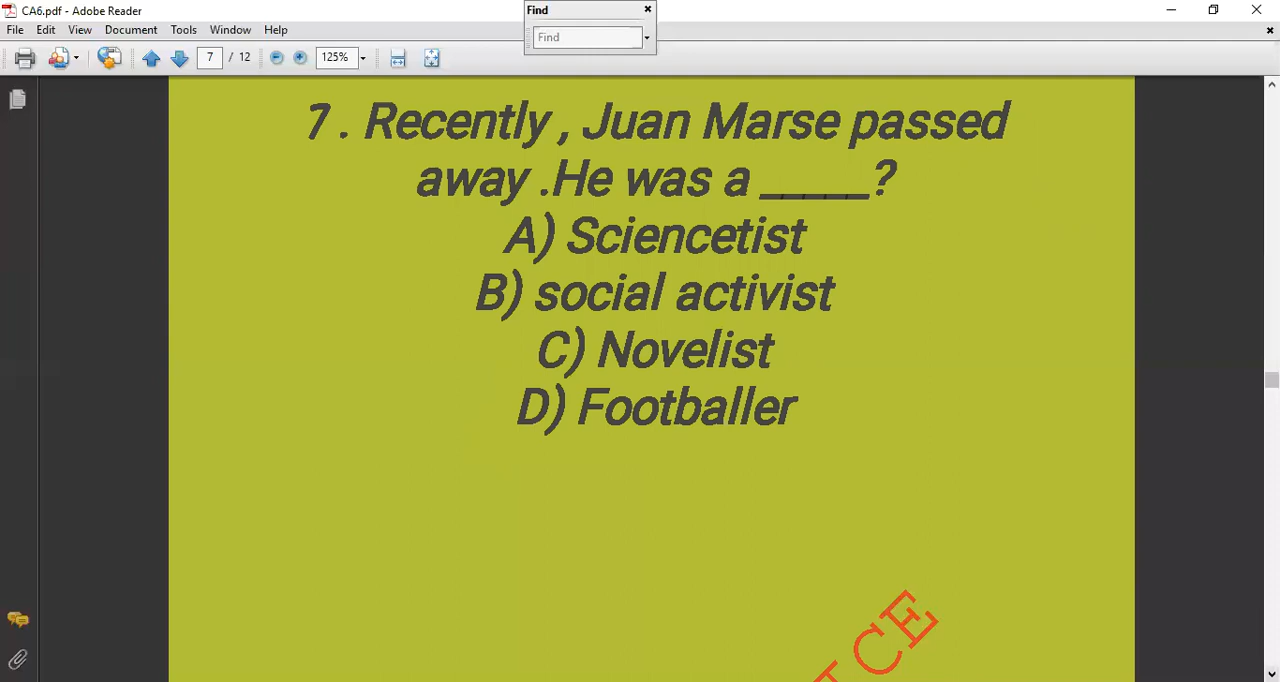 CA6.pdf - Adobe Reader
Find
File Edit View Document Tools Window Help
Find
7 / 12 125%
7 . Recently , Juan Marse passed
away .He was a _____?
A) Sciencetist
B) social activist
C) Novelist
D) Footballer
CE